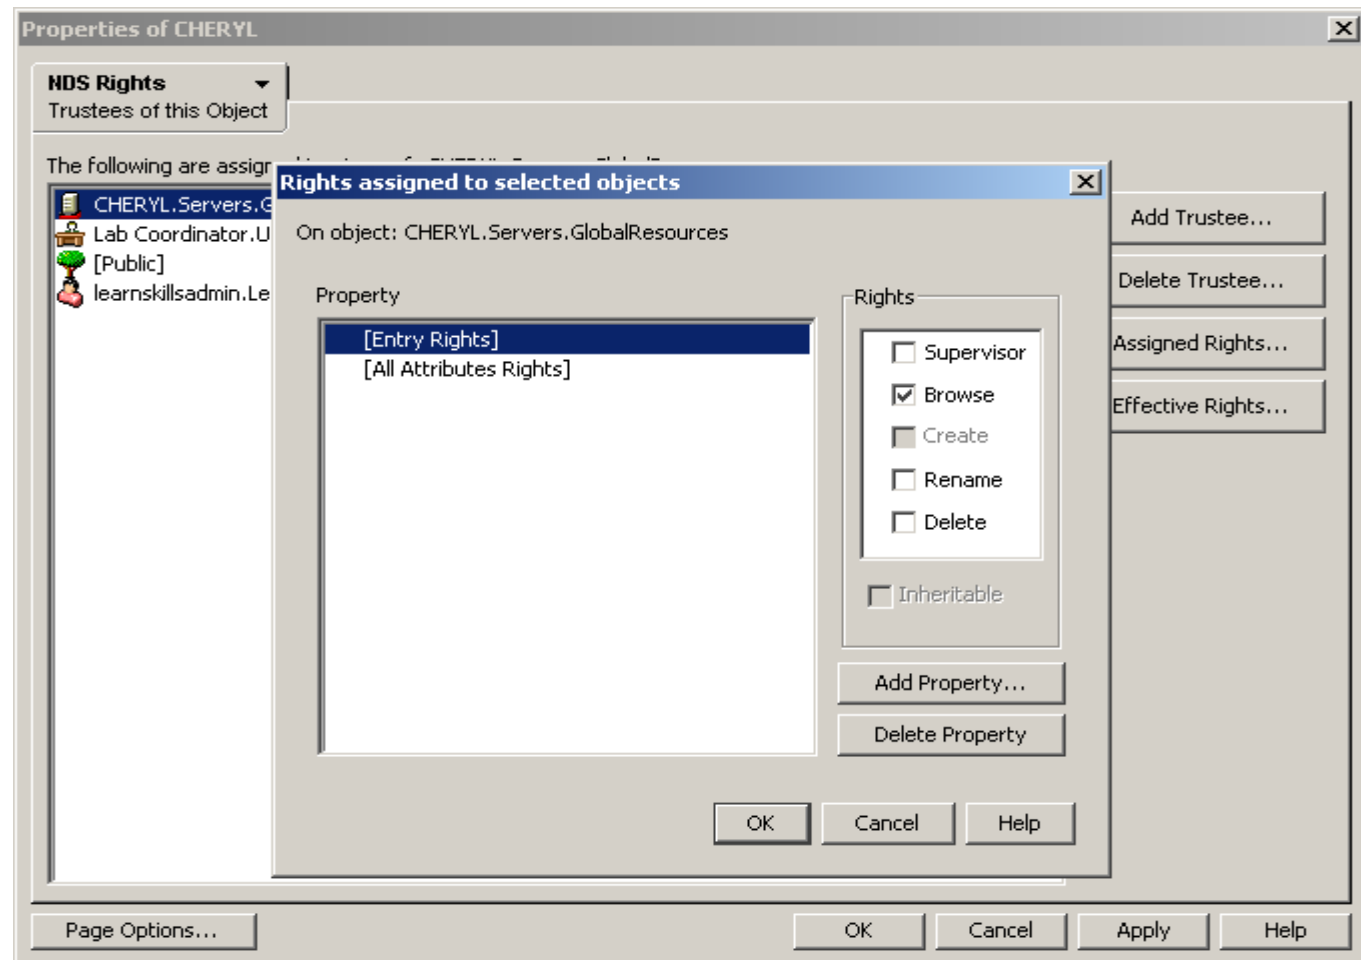 Properties of CHERYL
NDS Rights
Trustees of this Object
The following are assign
CHERYL.Servers.G
Lab Coordinator.U
[Public]
learnskillsadmin.Le
Add Trustee...
Delete Trustee...
Assigned Rights...
Effective Rights...
Rights assigned to selected objects
On object: CHERYL.Servers.GlobalResources
Property
[Entry Rights]
[All Attributes Rights]
Rights
Supervisor
Browse
Create
Rename
Delete
Inheritable
Add Property...
Delete Property
OK Cancel Help
Page Options... OK Cancel Apply Help